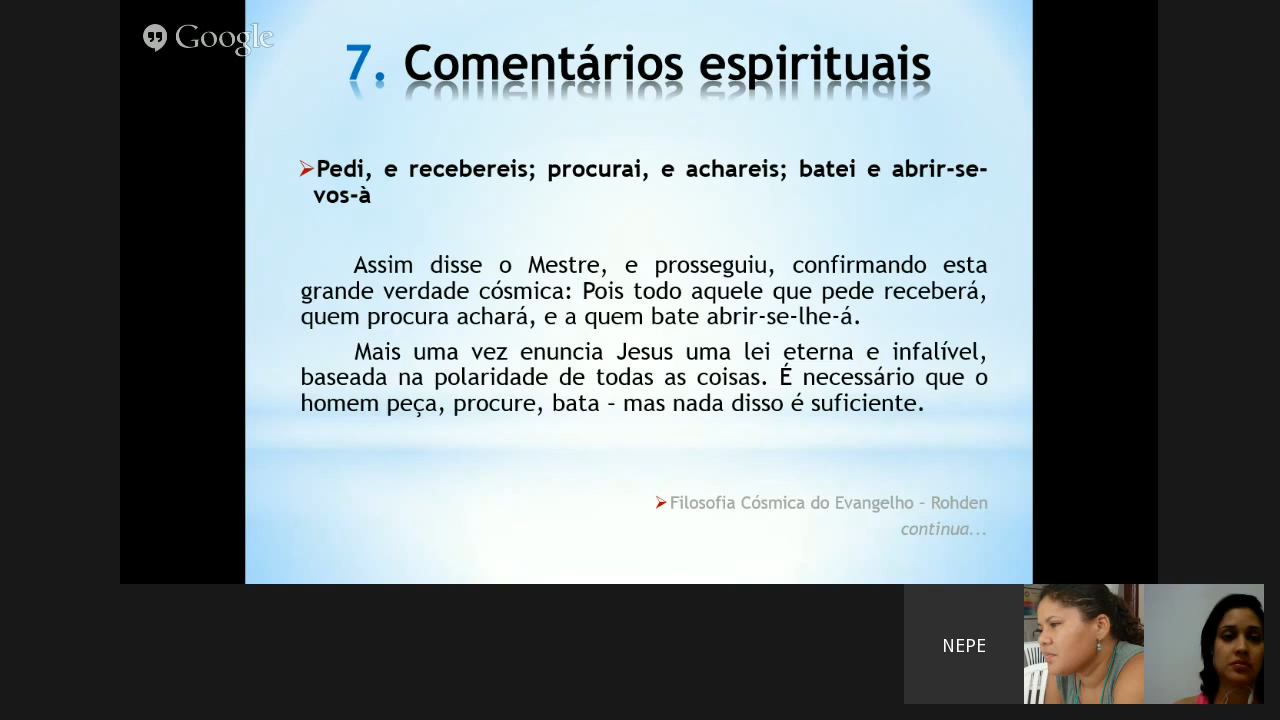 Google
7. Comentários espirituais
Pedi, e recebereis; procurai, e achareis; batei e abrir-se-
vos-à
Assim disse o Mestre, e prosseguiu, confirmando esta
grande verdade cósmica: Pois todo aquele que pede receberá,
quem procura achará, e a quem bate abrir-se-lhe-á.
Mais uma vez enuncia Jesus uma lei eterna e infalível,
baseada na polaridade de todas as coisas. É necessário que o
homem peça, procure, bata – mas nada disso é suficiente.
Filosofia Cósmica do Evangelho – Rohden
continua...
NEPE